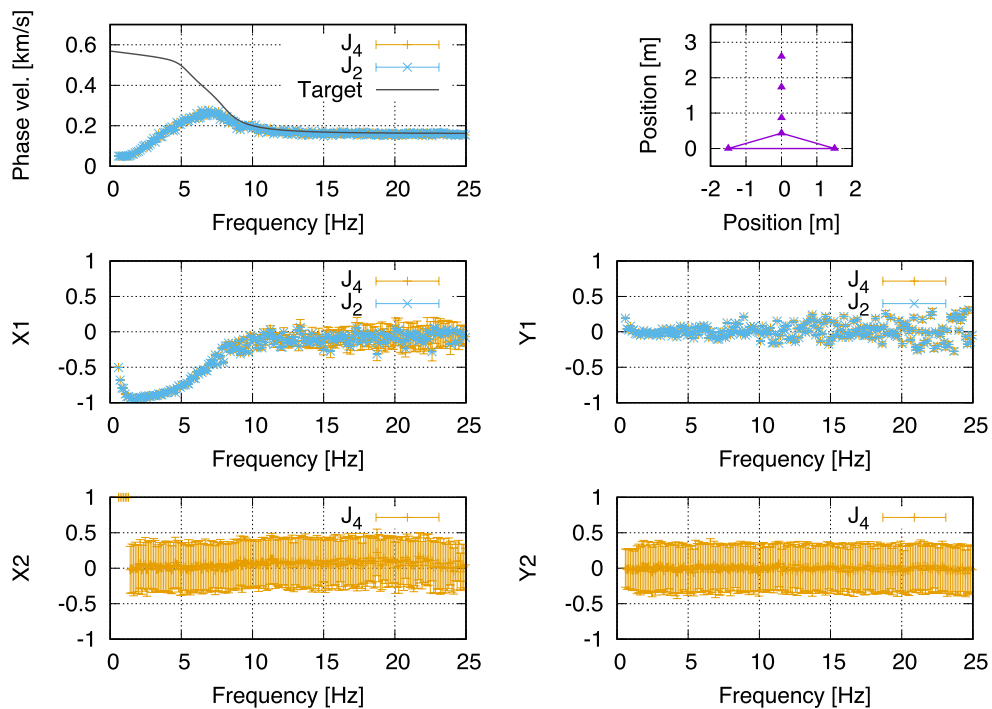 Phase vel. [km/s]
0.6
0.4
0.2
0
J4
J2
Target
0 5 10 15 20 25
Frequency [Hz]
Position [m]
3
2
1
0
-2 -1 0 1 2
Position [m]
X1
1
0.5
0
-0.5
-1
J4
J2
0 5 10 15 20 25
Frequency [Hz]
Y1
1
0.5
0
-0.5
-1
J4
J2
0 5 10 15 20 25
Frequency [Hz]
X2
1
0.5
0
-0.5
-1
J4
0 5 10 15 20 25
Frequency [Hz]
Y2
1
0.5
0
-0.5
-1
J4
0 5 10 15 20 25
Frequency [Hz]